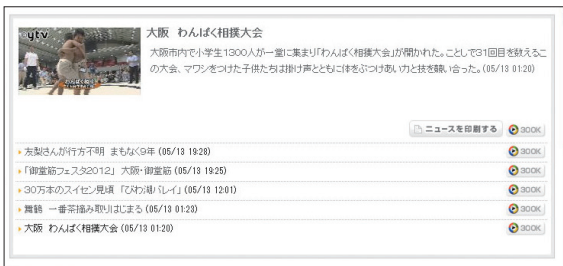 ytv
大阪 わんぱく相撲大会
大阪市内で小学生1300人が一堂に集まり「わんぱく相撲大会」が開かれた。ことしで31回目を数えるこ
の大会、マワシをつけた子供たちは掛け声とともに体をぶつけあい力と技を競い合った。(05/13 01:20)
わんぱく相撲大会
ニュースを印刷する 300K
友梨さんが行方不明 まもなく9年 (05/13 19:28) 300K
「御堂筋フェスタ2012」 大阪・御堂筋 (05/13 19:25) 300K
30万本のスイセン見頃 「びわ湖バレイ」 (05/13 12:01) 300K
舞鶴 一番茶摘み取りはじまる (05/13 01:23) 300K
大阪 わんぱく相撲大会 (05/13 01:20) 300K